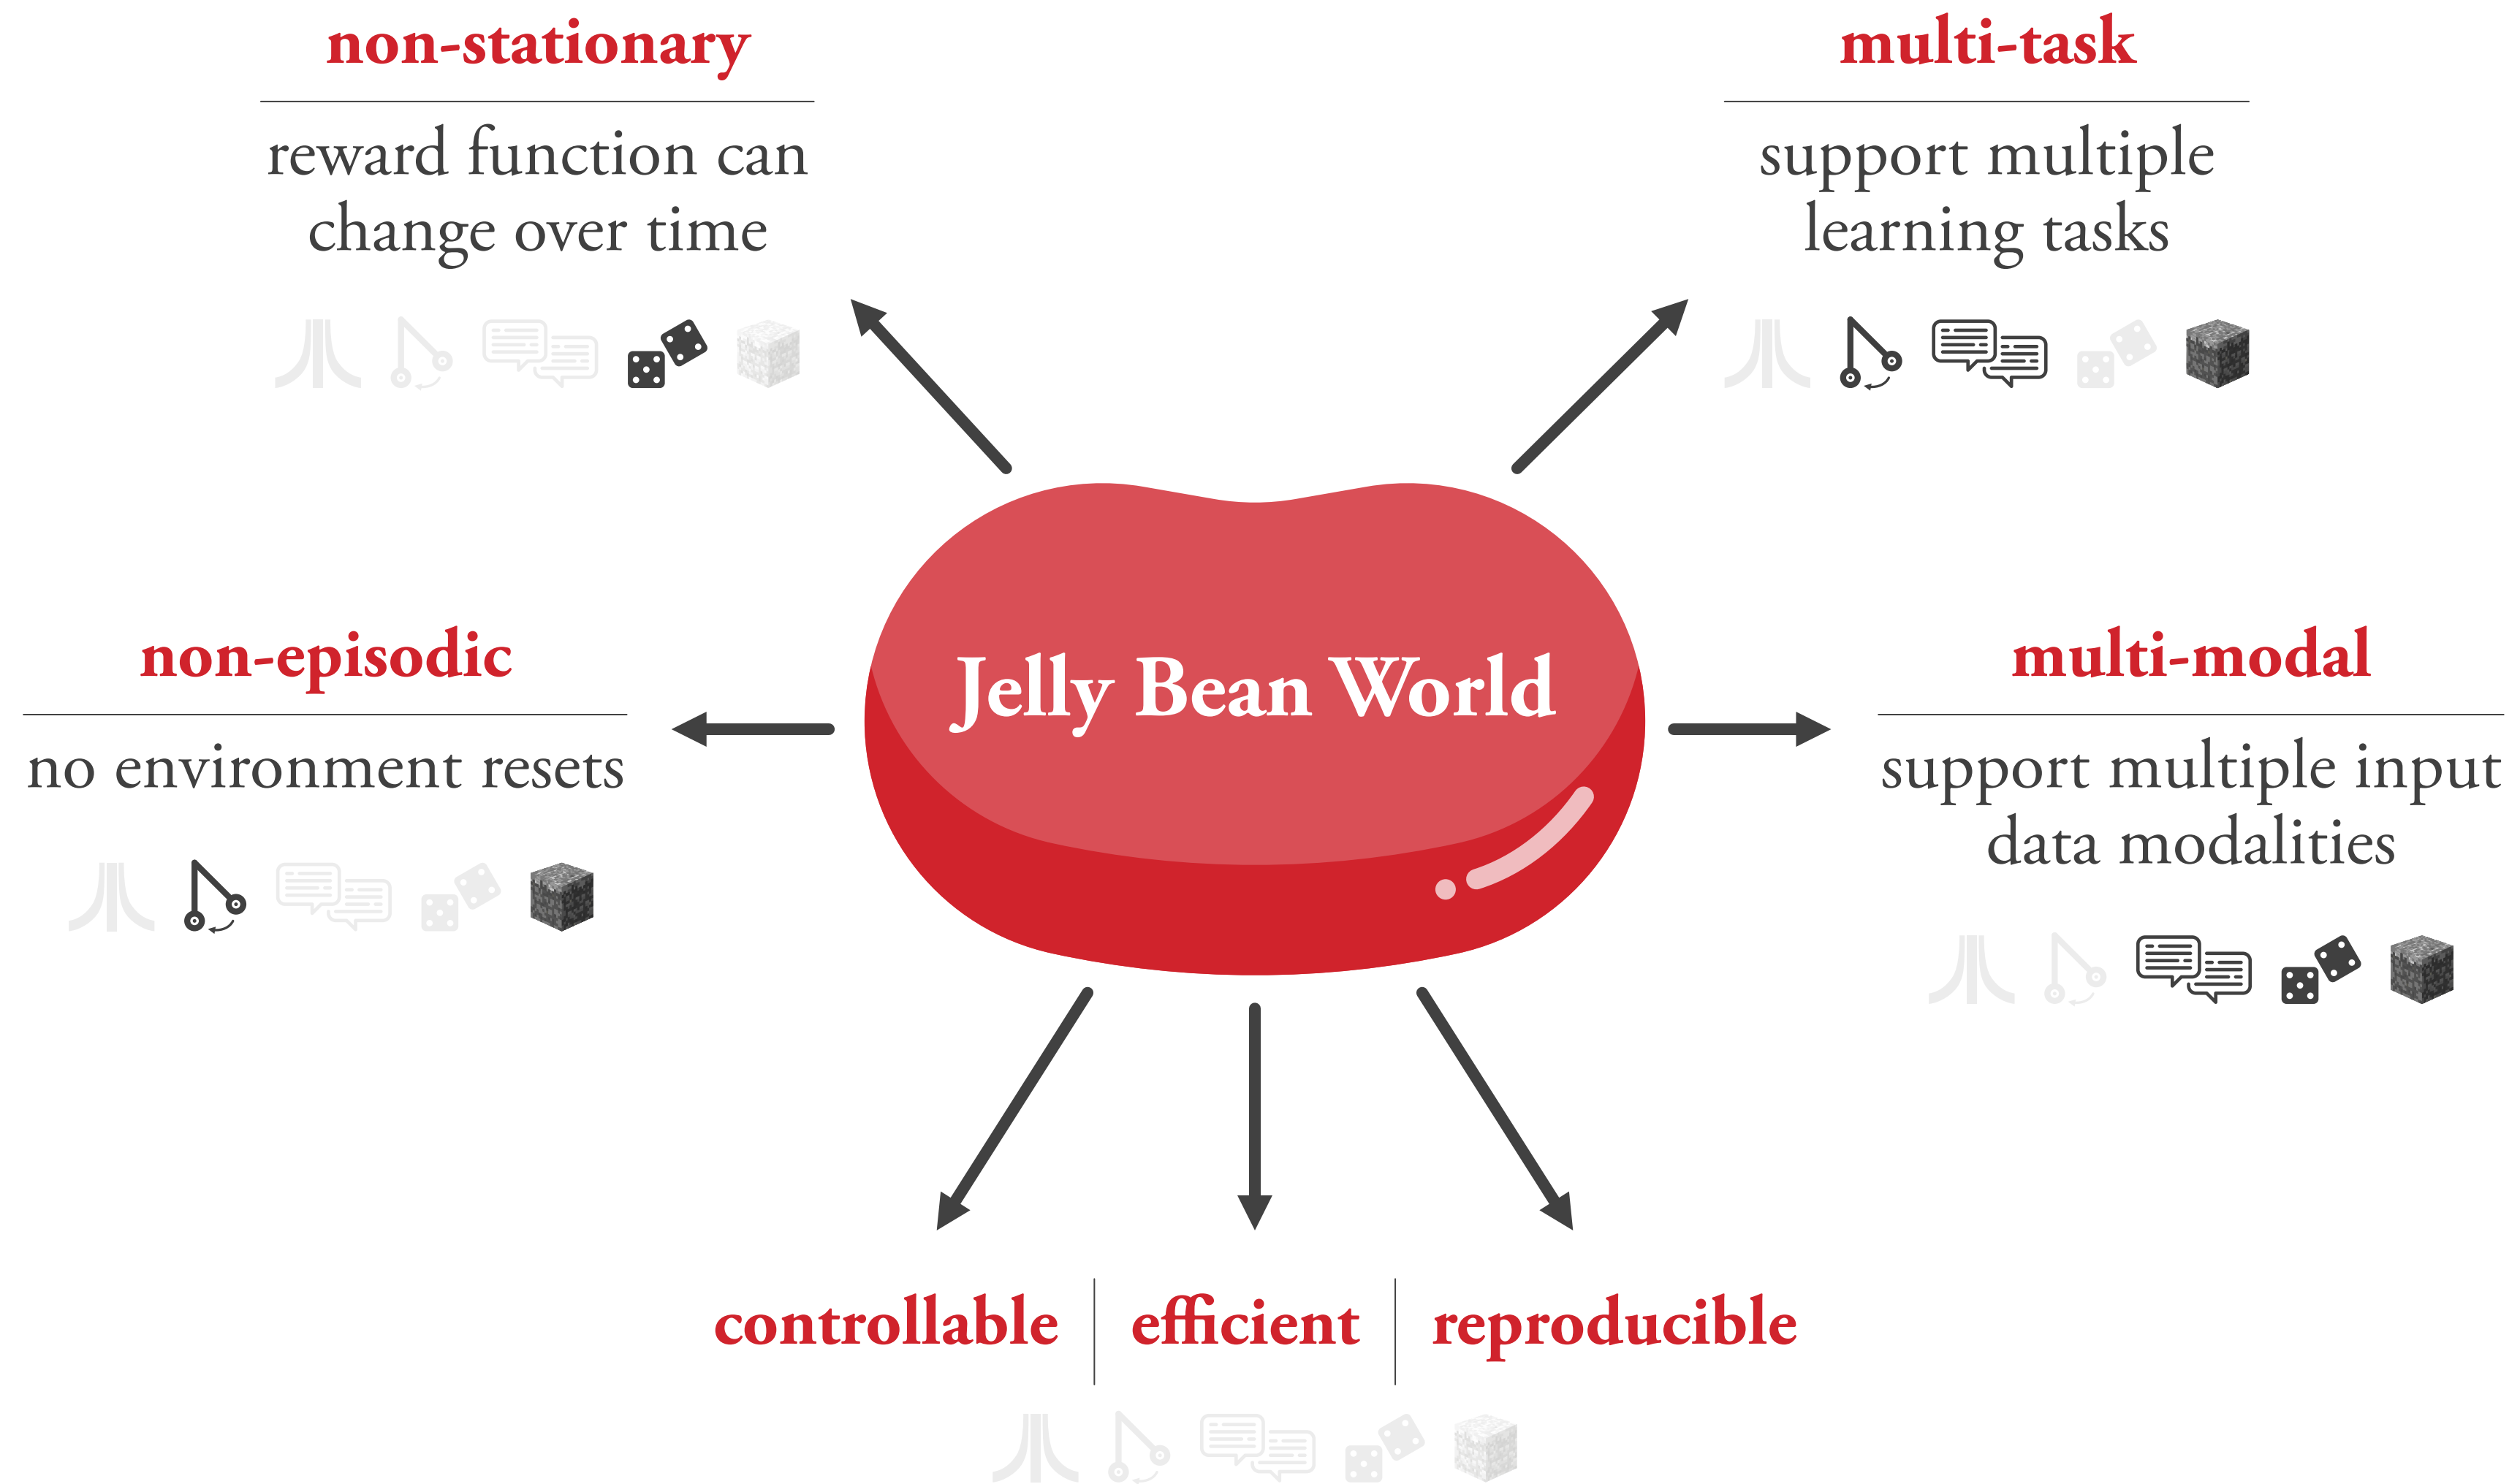 non-stationary
reward function can
change over time
multi-task
support multiple
learning tasks
non-episodic
no environment resets
Jelly Bean World
multi-modal
support multiple input
data modalities
controllable
efficient
reproducible